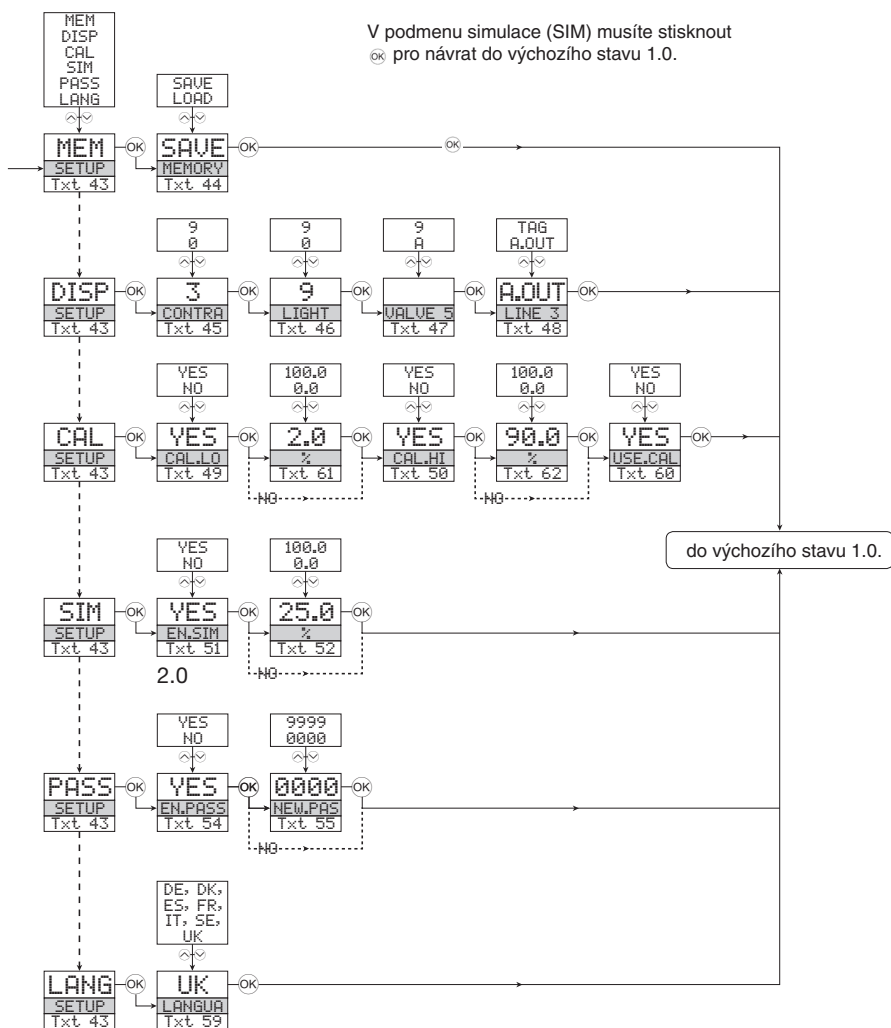 V podmenu simulace (SIM) musíte stisknout
OK pro návrat do výchozího stavu 1.0.
MEM
DISP
CAL
SIM
PASS
LANG
SAVE
LOAD
MEM OK SAVE OK OK
SETUP MEMORY
Txt 43 Txt 44
9 9 9 TAG
0 0 A A.OUT
DISP OK 3 OK 9 OK OK A.OUT OK
SETUP CONTRA LIGHT VALVE 5 LINE 3
Txt 43 Txt 45 Txt 46 Txt 47 Txt 48
YES 100.0 YES 100.0 YES
NO 0.0 NO 0.0 NO
CAL OK YES OK 2.0 OK YES OK 90.0 OK YES OK
SETUP CAL.LO % CAL.HI % USE.CAL
Txt 43 Txt 49 Txt 61 Txt 50 Txt 62 Txt 60
NO NO
do výchozího stavu 1.0.
YES 100.0
NO 0.0
SIM OK YES OK 25.0 OK
SETUP EN.SIM %
Txt 43 Txt 51 Txt 52
2.0 NO
YES 9999
NO 0000
PASS OK YES OK 0000 OK
SETUP EN.PASS NEW.PAS
Txt 43 Txt 54 Txt 55
NO
DE, DK,
ES, FR,
IT, SE,
UK
LANG OK UK OK
SETUP LANGUA
Txt 43 Txt 59